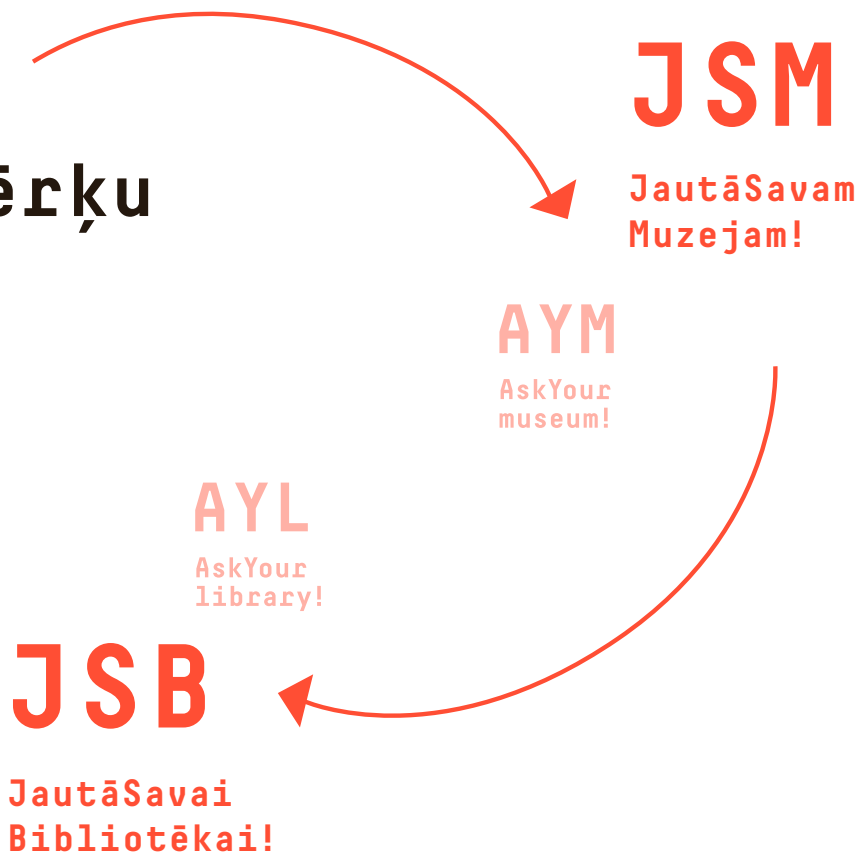 JSM
JautāSavam
Muzejam!
ērķu
AYM
AskYour
museum!
AYL
AskYour
library!
JSB
JautāSavai
Bibliotēkai!